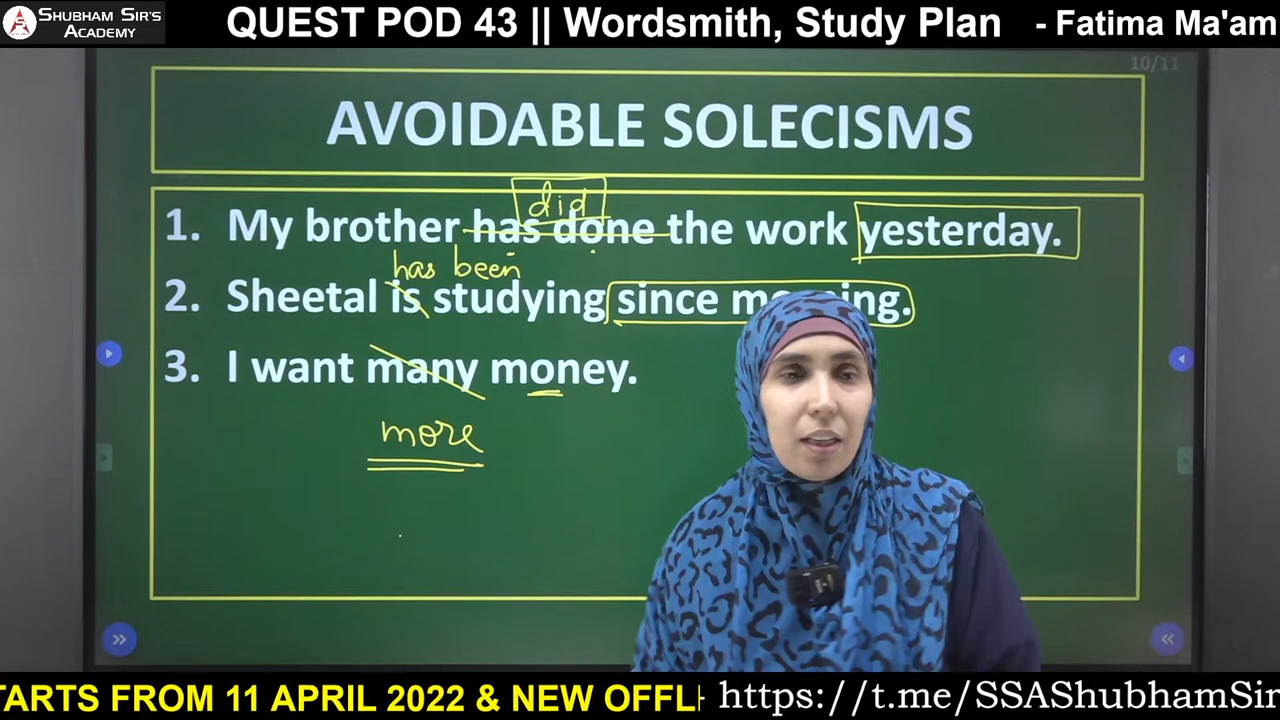 SHUBHAM SIR'S
ACADEMY
QUEST POD 43 || Wordsmith, Study Plan - Fatima Ma'am
10/11
AVOIDABLE SOLECISMS
did
1. My brother has done the work yesterday.
has been
2. Sheetal is studying since morning.
3. I want many money.
more
TARTS FROM 11 APRIL 2022 & NEW OFFLI
https://t.me/SSAShubhamSir